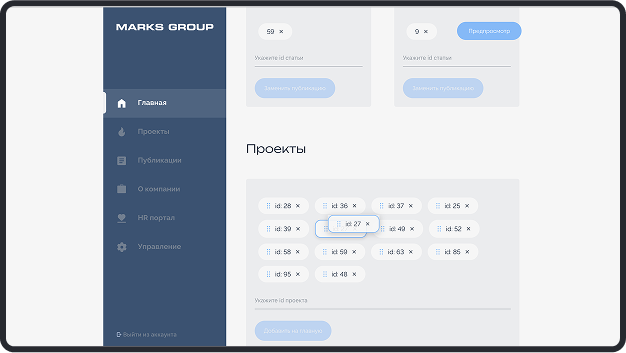 MARKS GROUP
Главная
Проекты
Публикации
О компании
HR портал
Управление
Выйти из аккаунта
59 ×
Укажите id статьи
Заменить публикацию
9 × Предпросмотр
Укажите id статьи
Заменить публикацию
Проекты
id: 28 × id: 36 × id: 37 × id: 25 ×
id: 27 ×
id: 39 × id: 49 × id: 52 ×
id: 58 × id: 59 × id: 63 × id: 85 ×
id: 95 × id: 48 ×
Укажите id проекта
Добавить на главную